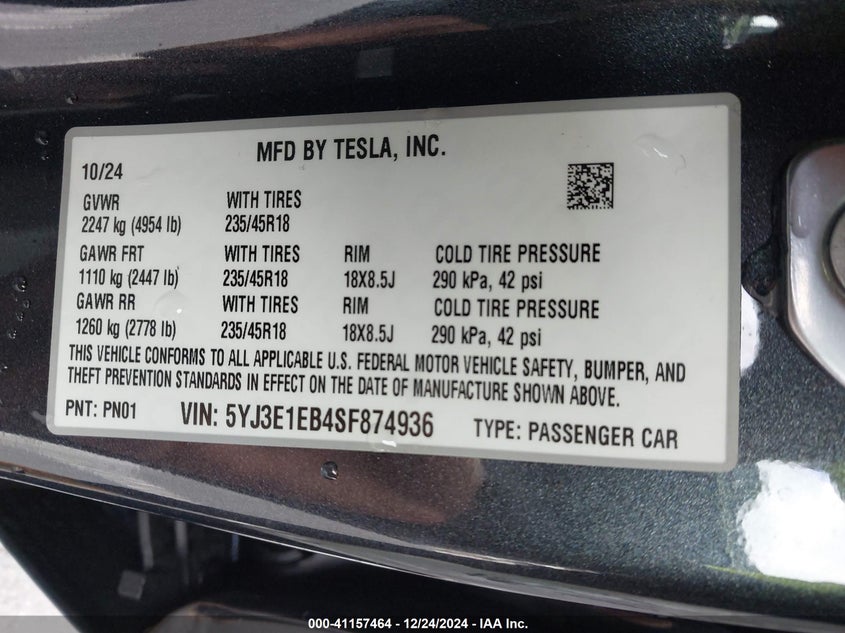 MFD BY TESLA, INC.
10/24
GVWR WITH TIRES
2247 kg (4954 lb) 235/45R18
GAWR FRT WITH TIRES RIM COLD TIRE PRESSURE
1110 kg (2447 lb) 235/45R18 18X8.5J 290 kPa, 42 psi
GAWR RR WITH TIRES RIM COLD TIRE PRESSURE
1260 kg (2778 lb) 235/45R18 18X8.5J 290 kPa, 42 psi
THIS VEHICLE CONFORMS TO ALL APPLICABLE U.S. FEDERAL MOTOR VEHICLE SAFETY, BUMPER, AND
THEFT PREVENTION STANDARDS IN EFFECT ON THE DATE OF MANUFACTURE SHOWN ABOVE.
PNT: PN01 VIN: 5YJ3E1EB4SF874936 TYPE: PASSENGER CAR
000-41157464 - 12/24/2024 - IAA Inc.